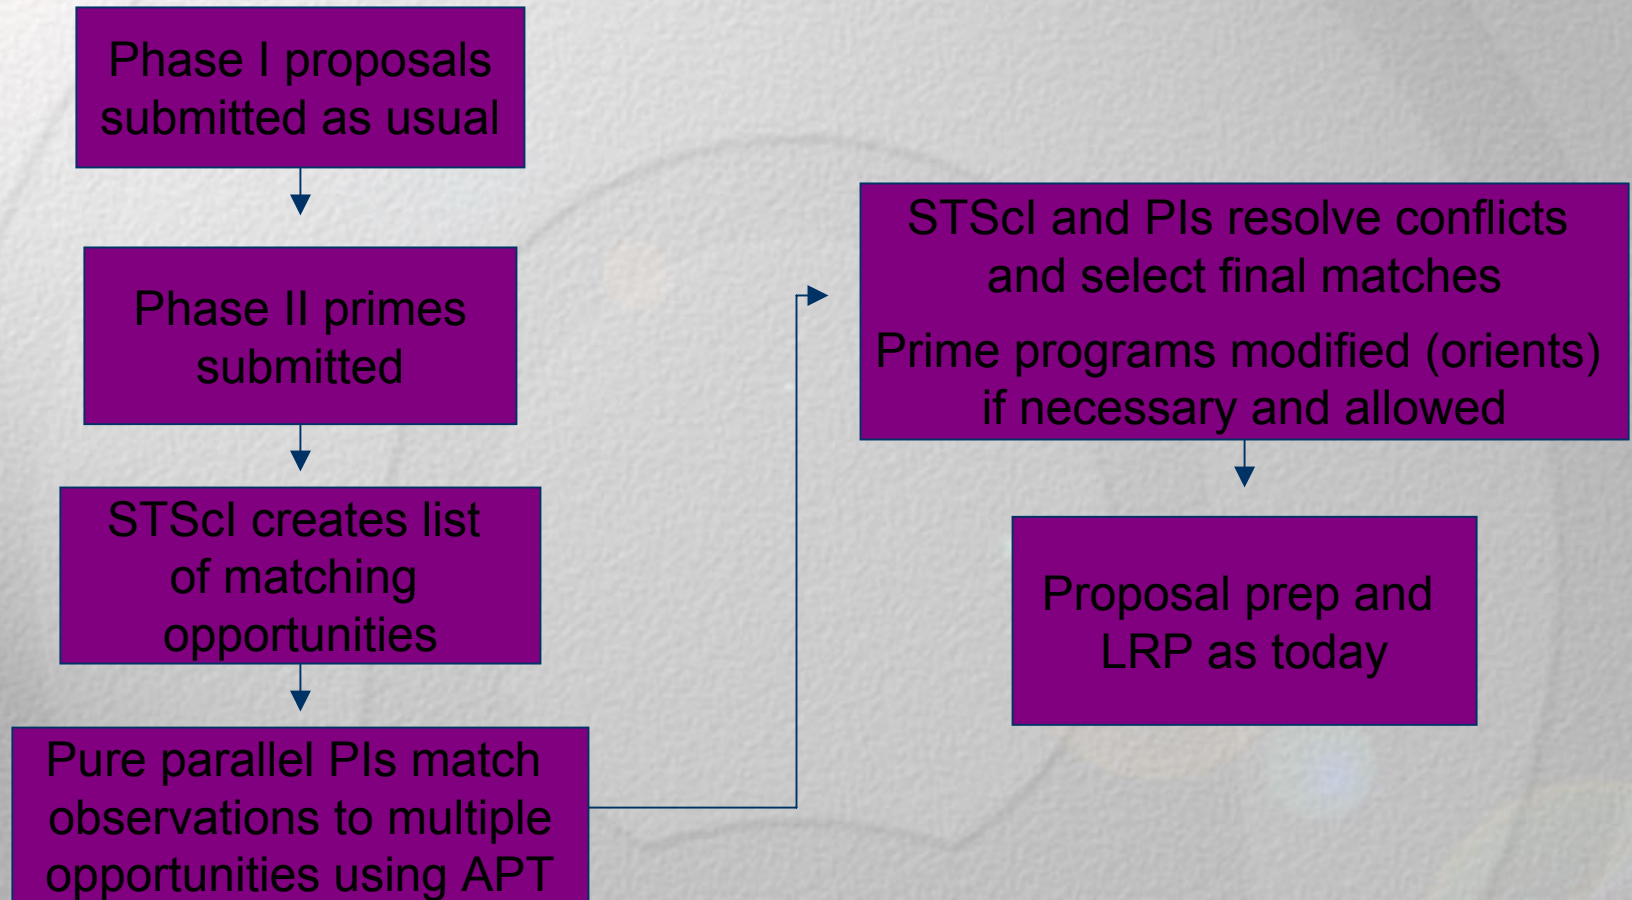 Phase I proposals
submitted as usual
Phase II primes
submitted
STScI creates list
of matching
opportunities
Pure parallel PIs match
observations to multiple
opportunities using APT
STScI and PIs resolve conflicts
and select final matches
Prime programs modified (orients)
if necessary and allowed
Proposal prep and
LRP as today